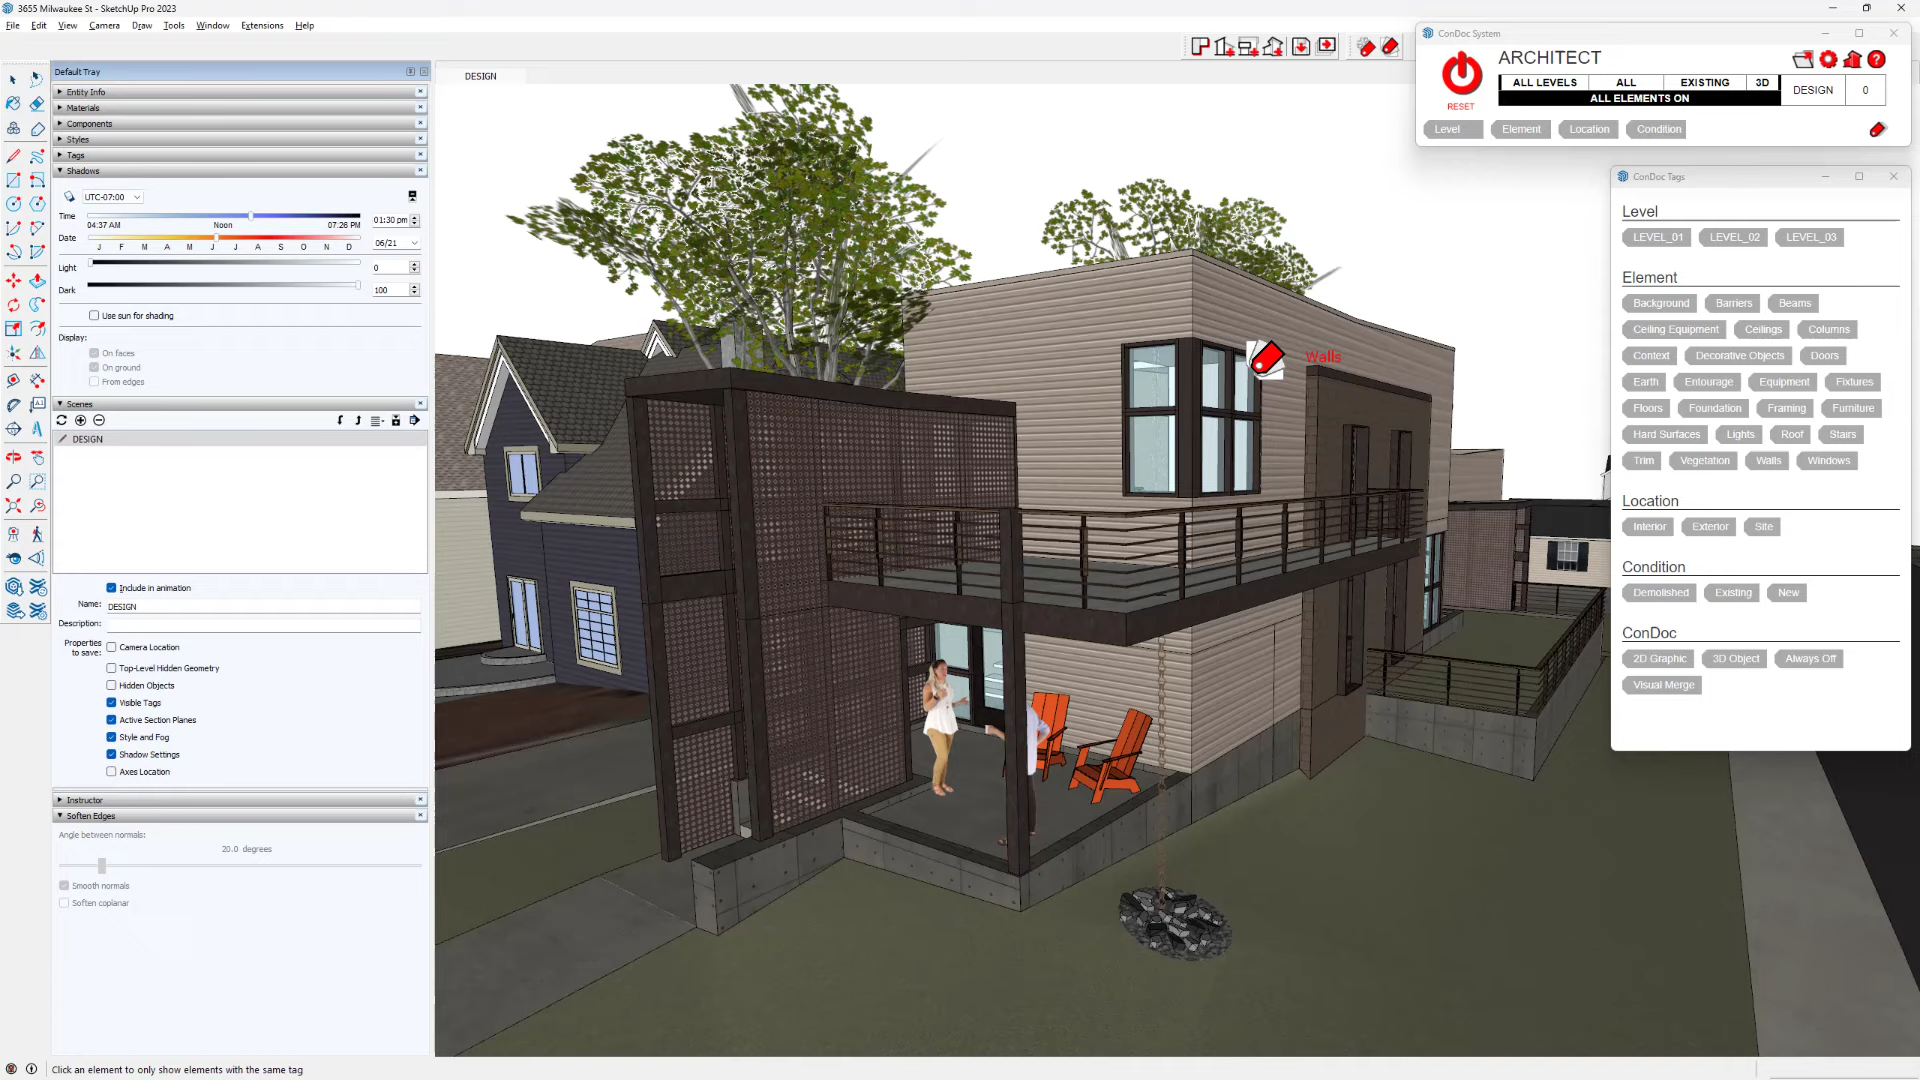 3655 Milwaukee St - SketchUp Pro 2023
File Edit View Camera Draw Tools Window Extensions Help
DESIGN
Default Tray
Entity Info
Materials
Components
Styles
Tags
Shadows
UTC-07:00
Time
04:37 AM Noon 07:26 PM
01:30 pm
Date
J F M A M J J A S O N D
06/21
Light 0
Dark 100
Use sun for shading
Display:
On faces
On ground
From edges
Scenes
DESIGN
Include in animation
Name: DESIGN
Description:
Properties to save:
Camera Location
Top-Level Hidden Geometry
Hidden Objects
Visible Tags
Active Section Planes
Style and Fog
Shadow Settings
Axes Location
Instructor
Soften Edges
Angle between normals:
20.0 degrees
Smooth normals
Soften coplanar
Walls
ConDoc System
ARCHITECT
RESET
ALL LEVELS ALL EXISTING 3D
ALL ELEMENTS ON
DESIGN 0
Level Element Location Condition
ConDoc Tags
Level
LEVEL_01 LEVEL_02 LEVEL_03
Element
Background Barriers Beams
Ceiling Equipment Ceilings Columns
Context Decorative Objects Doors
Earth Entourage Equipment Fixtures
Floors Foundation Framing Furniture
Hard Surfaces Lights Roof Stairs
Trim Vegetation Walls Windows
Location
Interior Exterior Site
Condition
Demolished Existing New
ConDoc
2D Graphic 3D Object Always Off
Visual Merge
Click an element to only show elements with the same tag